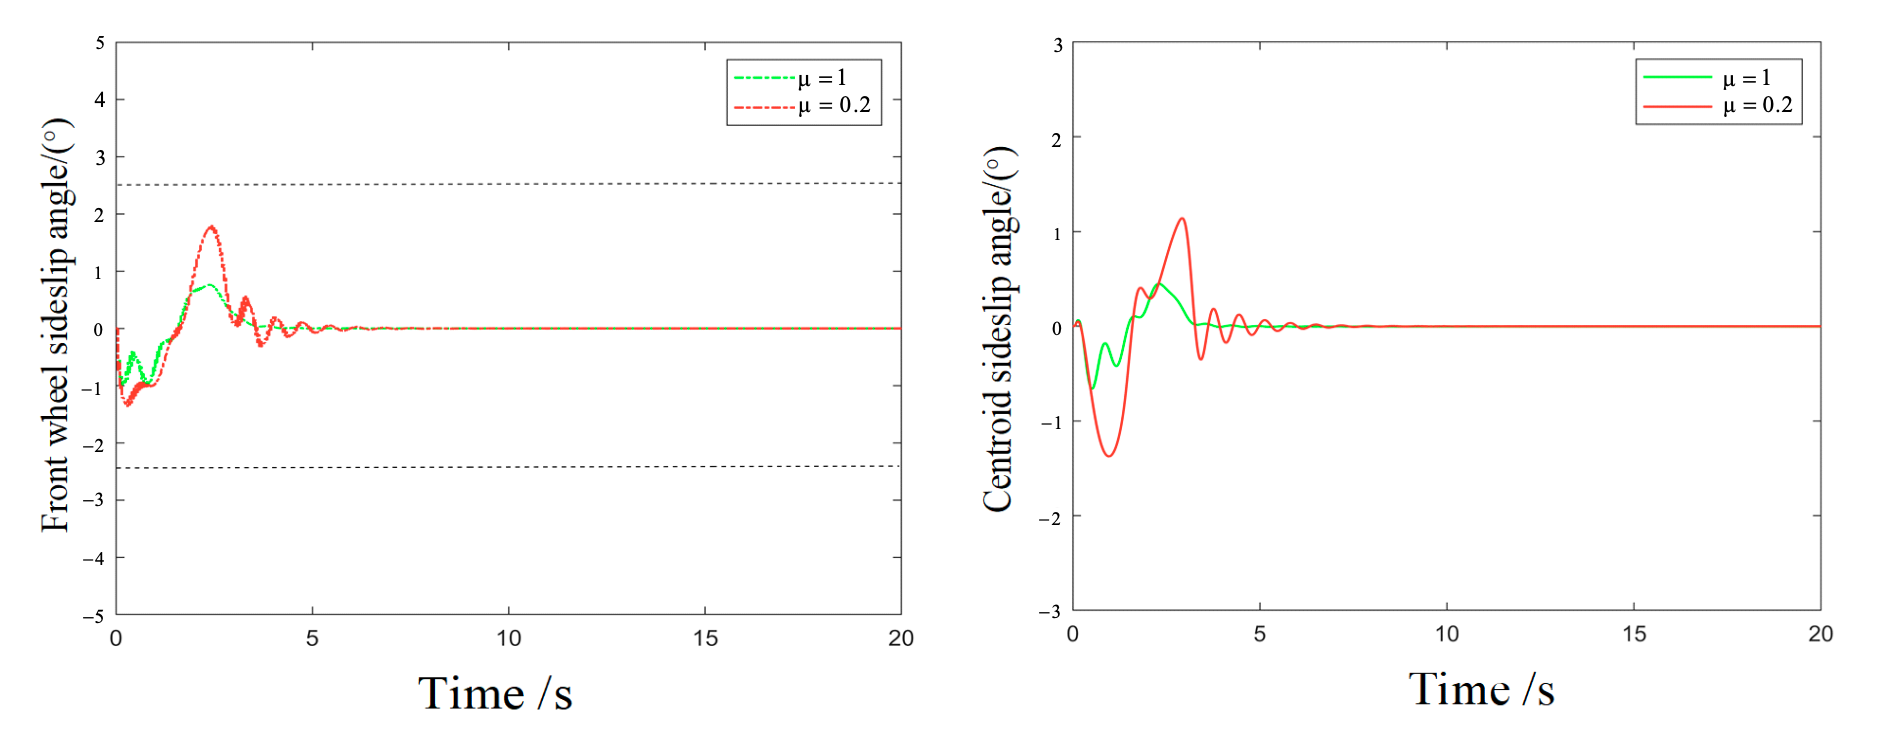 Front wheel sideslip angle/(°)
5
4
3
2
1
0
−1
−2
−3
−4
−5
0 5 10 15 20
Time /s
μ = 1
μ = 0.2
Centroid sideslip angle/(°)
3
2
1
0
−1
−2
−3
0 5 10 15 20
Time /s
μ = 1
μ = 0.2